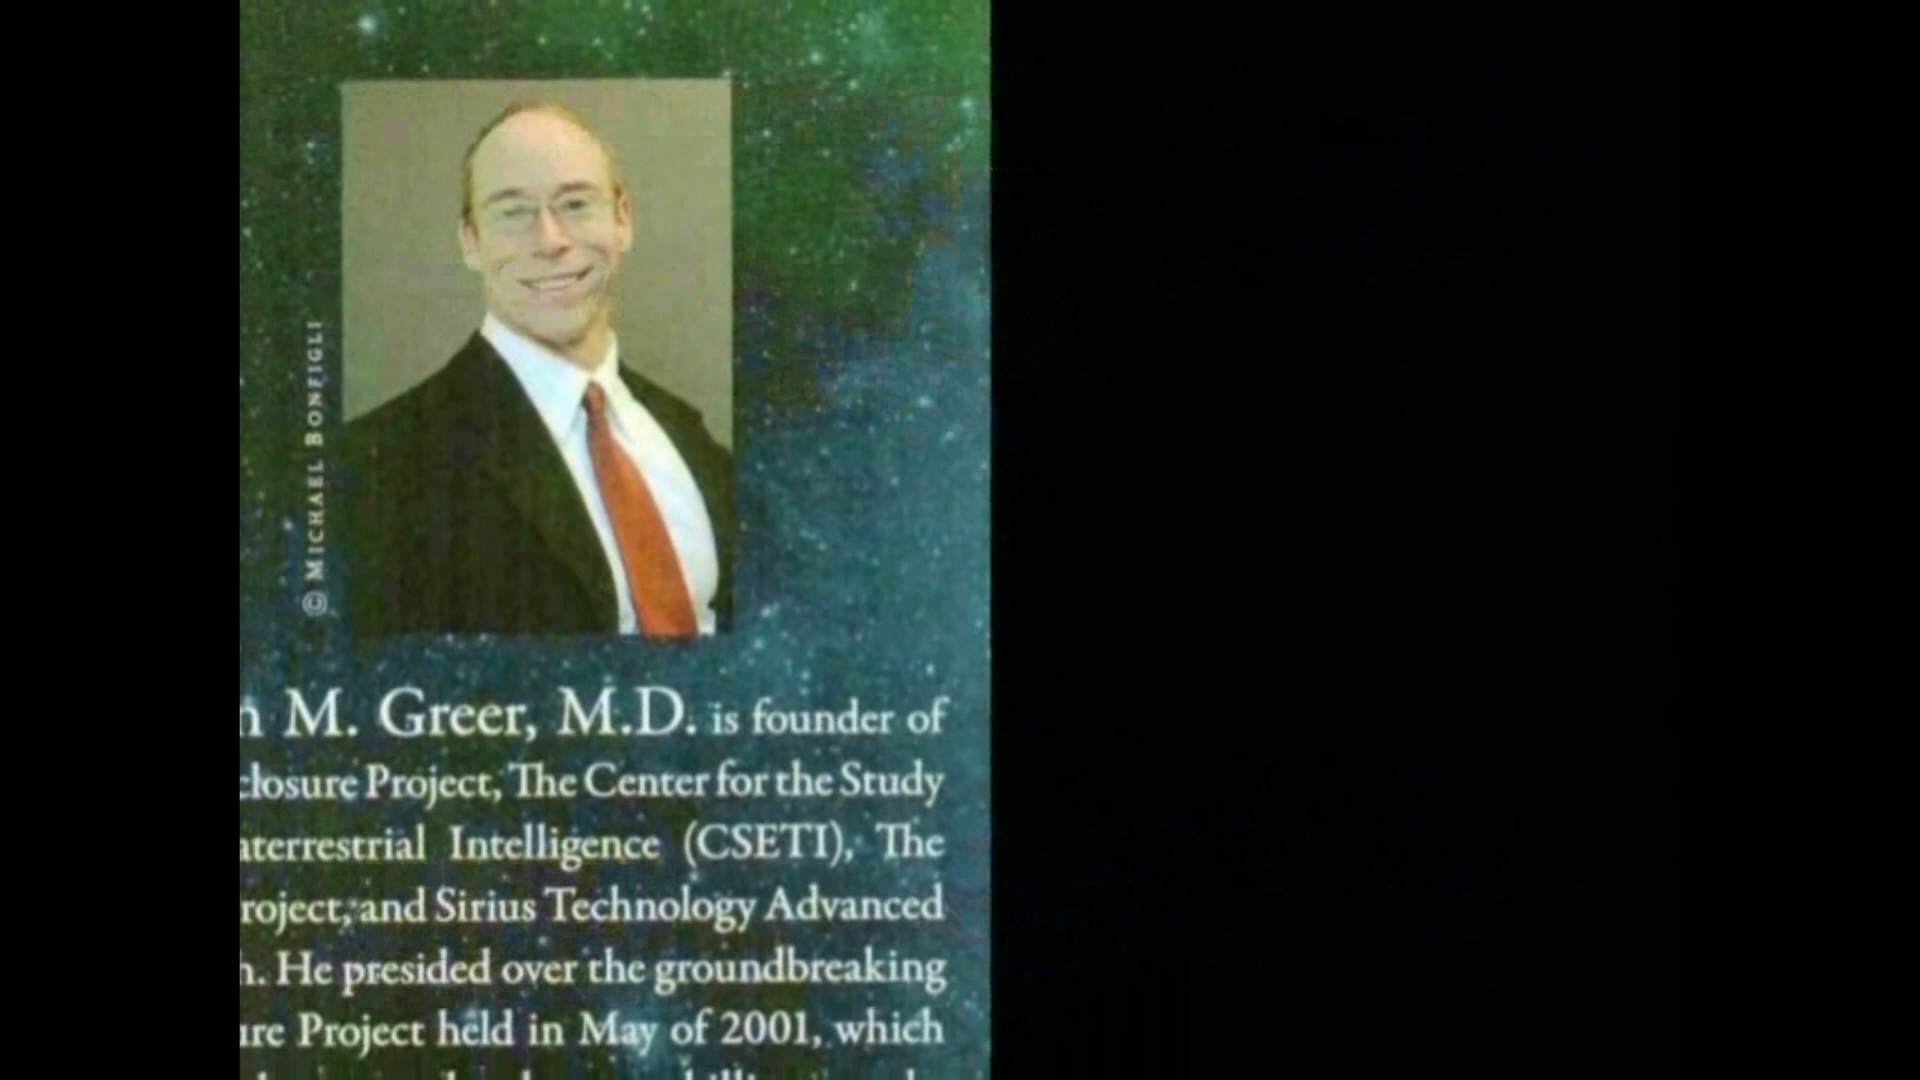 © MICHAEL BONFIGLI
n M. Greer, M.D. is founder of
closure Project, The Center for the Study
aterrestrial Intelligence (CSETI), The
roject, and Sirius Technology Advanced
h. He presided over the groundbreaking
ure Project held in May of 2001, which